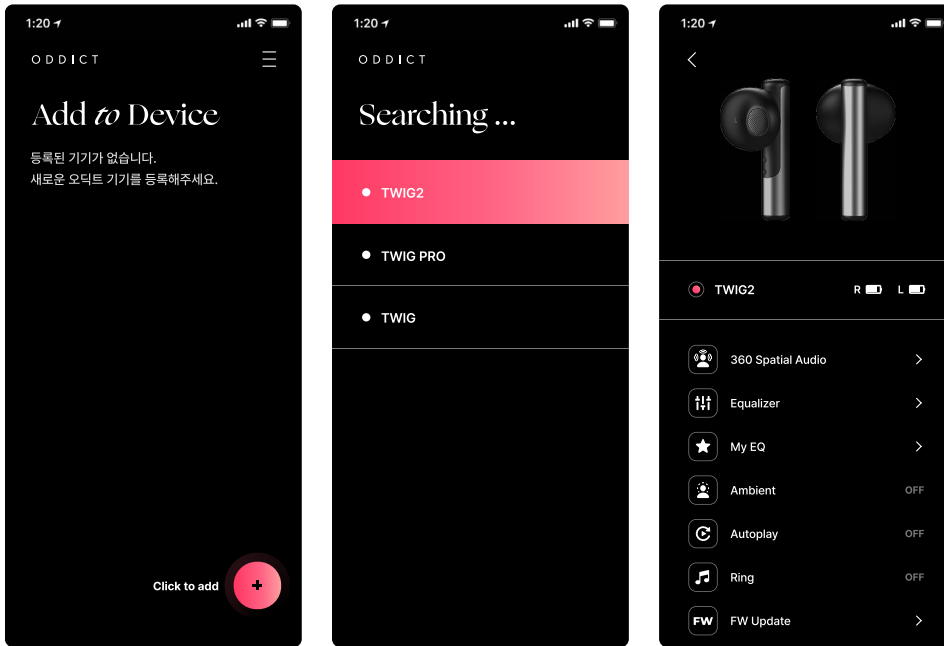 1:20
ODDICT
Add to Device
등록된 기기가 없습니다.
새로운 오딕트 기기를 등록해주세요.
Click to add
1:20
ODDICT
Searching ...
TWIG2
TWIG PRO
TWIG
1:20
L
TWIG2 R L
360 Spatial Audio
Equalizer
My EQ
Ambient OFF
Autoplay OFF
Ring OFF
FW FW Update